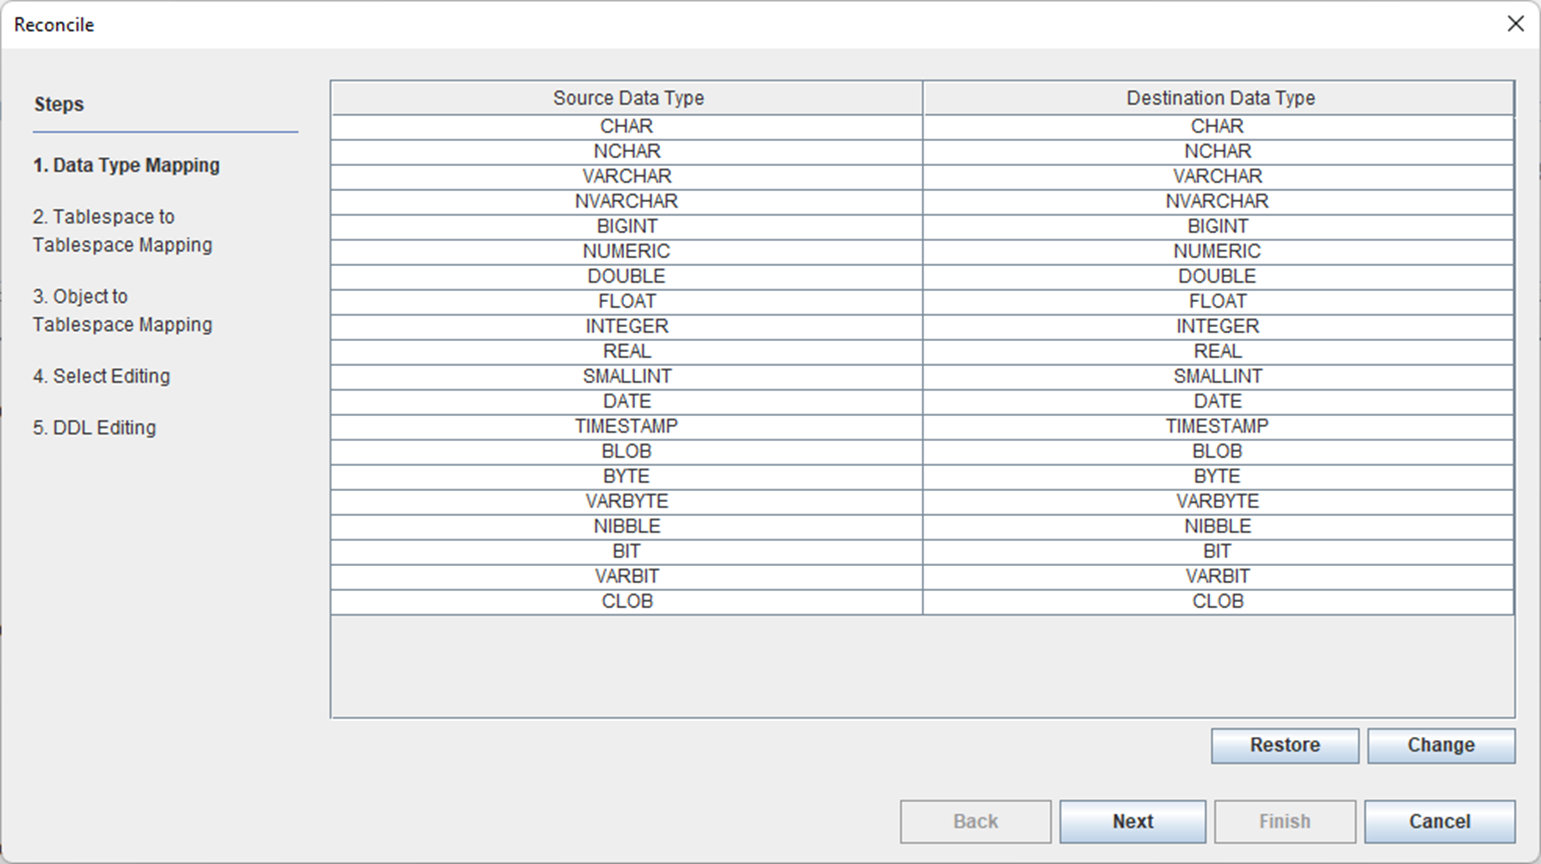 Reconcile
Steps
1. Data Type Mapping
2. Tablespace to
Tablespace Mapping
3. Object to
Tablespace Mapping
4. Select Editing
5. DDL Editing
Source Data Type Destination Data Type
CHAR CHAR
NCHAR NCHAR
VARCHAR VARCHAR
NVARCHAR NVARCHAR
BIGINT BIGINT
NUMERIC NUMERIC
DOUBLE DOUBLE
FLOAT FLOAT
INTEGER INTEGER
REAL REAL
SMALLINT SMALLINT
DATE DATE
TIMESTAMP TIMESTAMP
BLOB BLOB
BYTE BYTE
VARBYTE VARBYTE
NIBBLE NIBBLE
BIT BIT
VARBIT VARBIT
CLOB CLOB
Restore Change
Back Next Finish Cancel